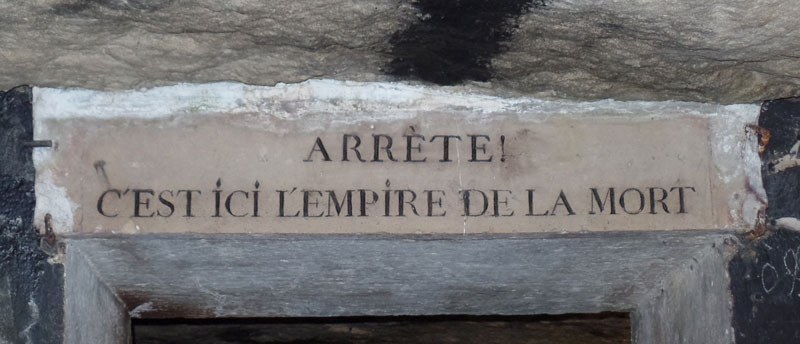 ARRÈTE!
C'EST ICI L'EMPIRE DE LA MORT